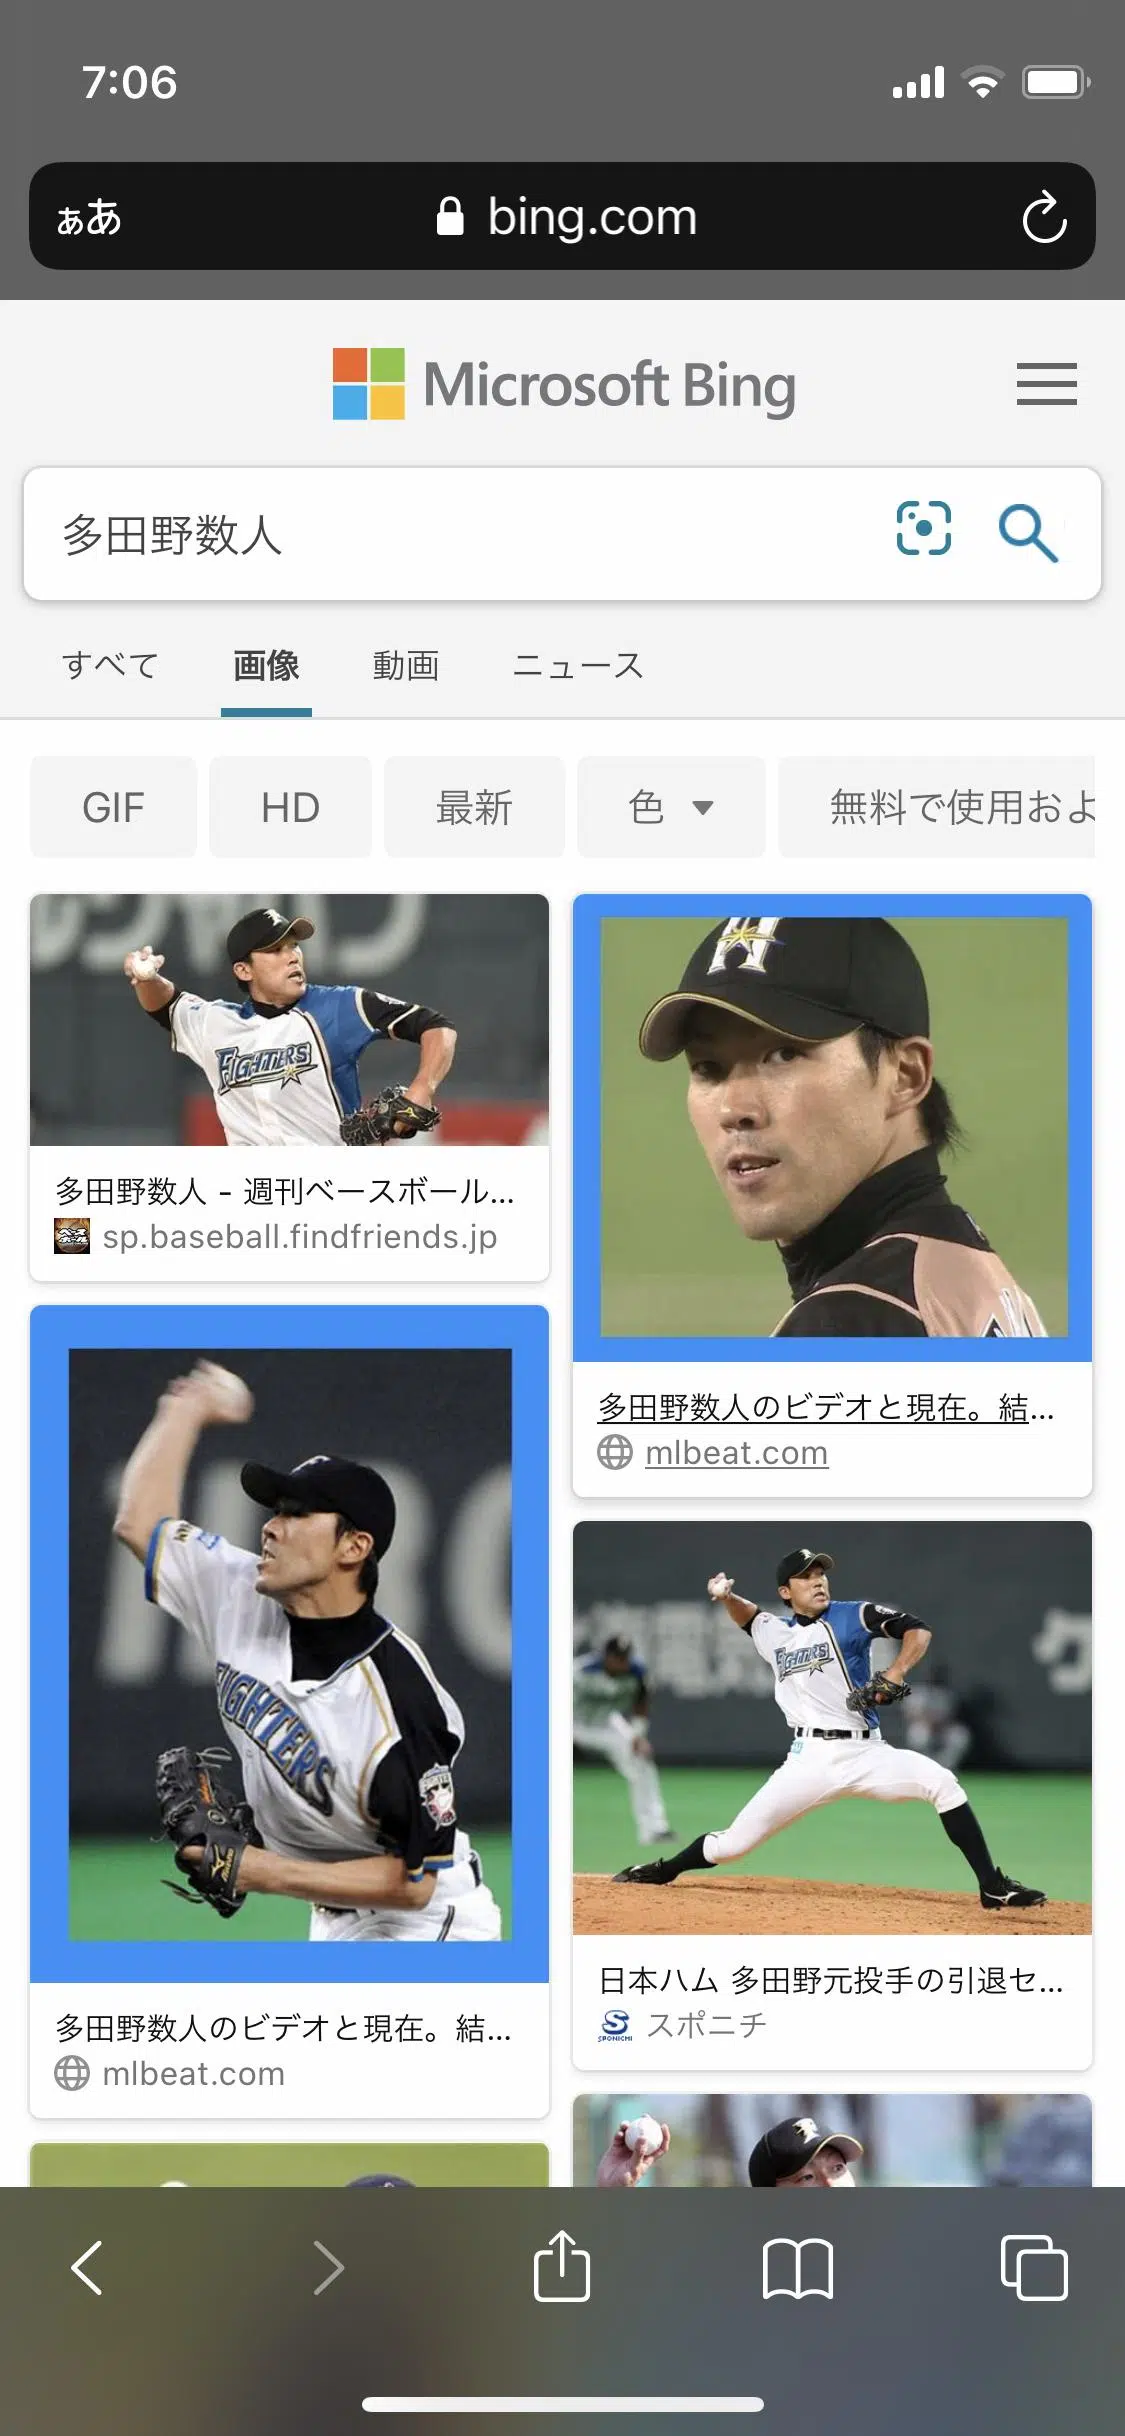 7:06
ぁあ bing.com
Microsoft Bing
多田野数人
すべて 画像 動画 ニュース
GIF HD 最新 色 無料で使用およ
FIGHTERS
多田野数人 - 週刊ベースボール...
sp.baseball.findfriends.jp
H
多田野数人のビデオと現在。結...
mlbeat.com
FIGHTERS
多田野数人のビデオと現在。結...
mlbeat.com
FIGHTERS
日本ハム 多田野元投手の引退セ...
SPONICHI スポニチ